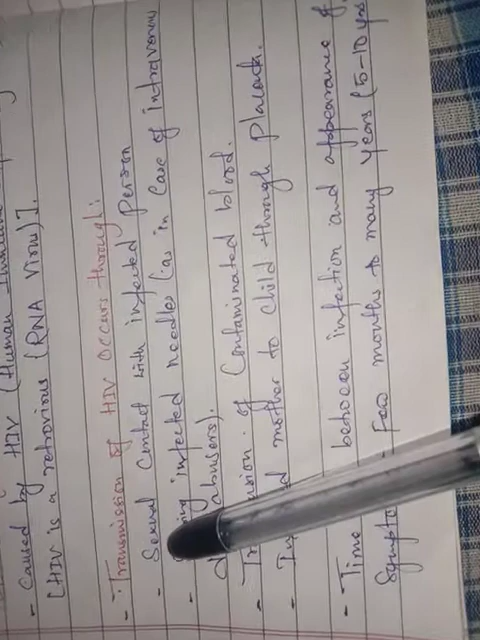 - Caused by HIV (Human Immuno
[HIV is a retrovirus (RNA virus)].
- Transmission of HIV occurs through:
- Sexual Contact with infected person
- infected needles (as in Case of intravenous
abusers).
- of Contaminated blood.
- mother to child through placenta.
- Time between infection and appearance of
Sympto Few months to many years (5-10 yrs